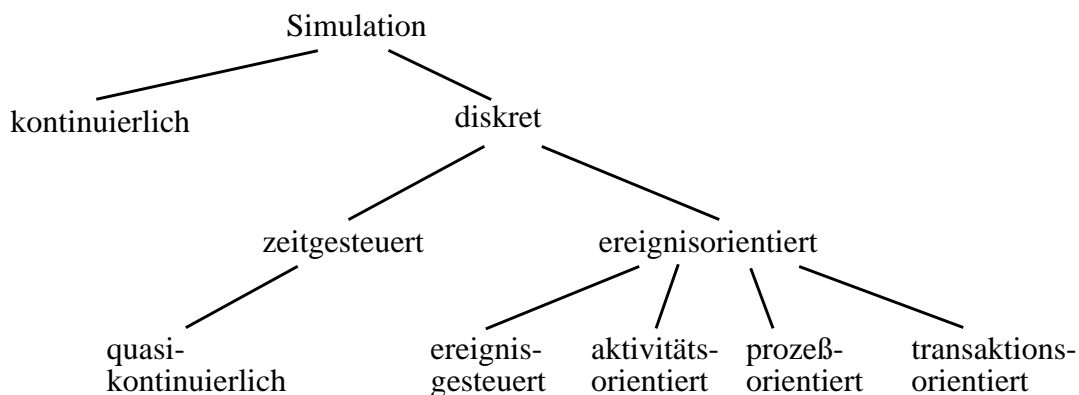 Simulation
kontinuierlich
diskret
zeitgesteuert
ereignisorientiert
quasi-
kontinuierlich
ereignis-
gesteuert
aktivitäts-
orientiert
prozeß-
orientiert
transaktions-
orientiert